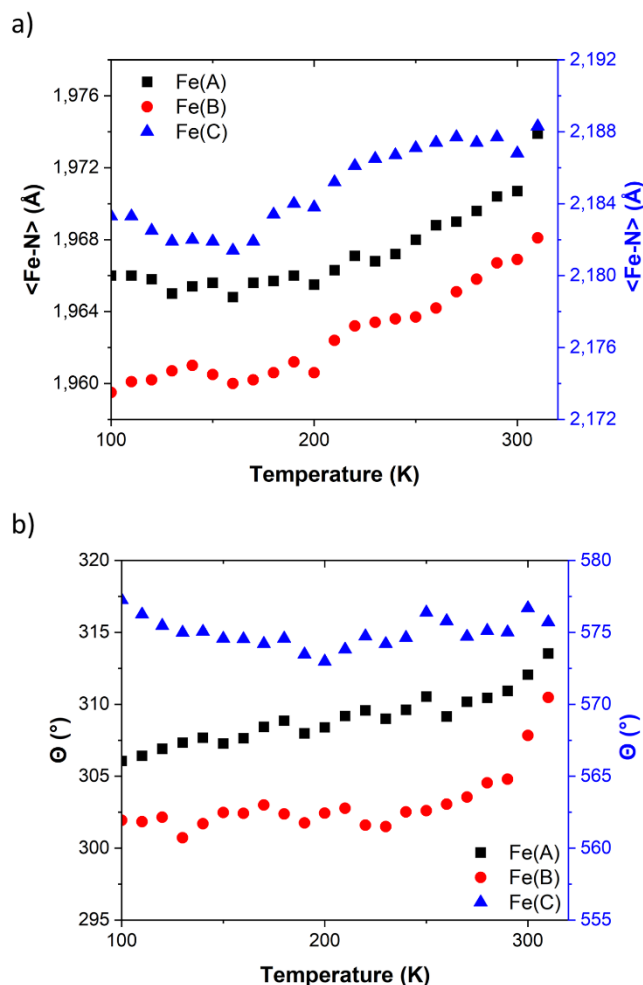 a)
1,976
1,972
1,968
1,964
1,960
<Fe-N> (Å)
Fe(A)
Fe(B)
Fe(C)
2,192
2,188
2,184
2,180
2,176
2,172
<Fe-N> (Å)
100
200
300
Temperature (K)
b)
320
315
310
305
300
295
Θ (°)
580
575
570
565
560
555
Θ (°)
Fe(A)
Fe(B)
Fe(C)
100
200
300
Temperature (K)